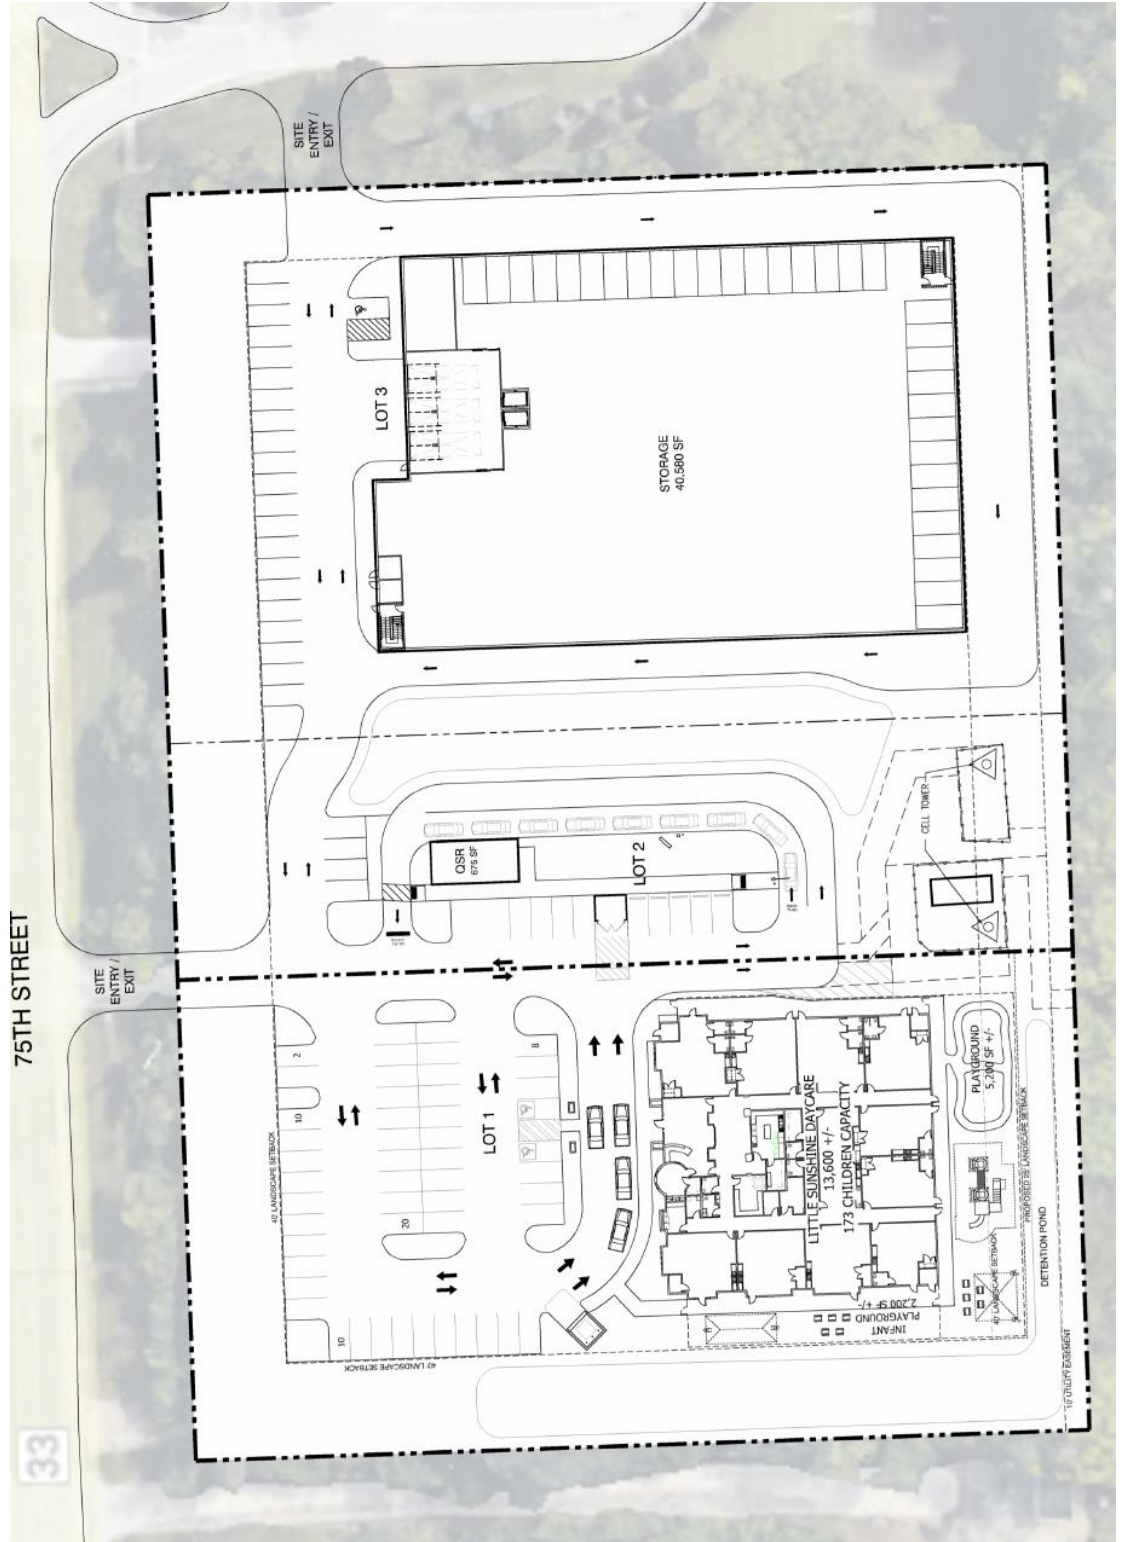 75TH STREET
33
SITE
ENTRY /
EXIT
SITE
ENTRY /
EXIT
LOT 3
STORAGE
40,580 SF
QSR
675 SF
LOT 2
CELL TOWER
LOT 1
2
10
20
10
8
40' LANDSCAPE SETBACK
40' LANDSCAPE SETBACK
LITTLE SUNSHINE DAYCARE
13,600 +/-
173 CHILDREN CAPACITY
PLAYGROUND
5,200 SF +/-
INFANT
PLAYGROUND
2,200 SF +/-
40' LANDSCAPE SETBACK
PROPOSED 25' LANDSCAPE SETBACK
DETENTION POND
10' UTILITY EASEMENT